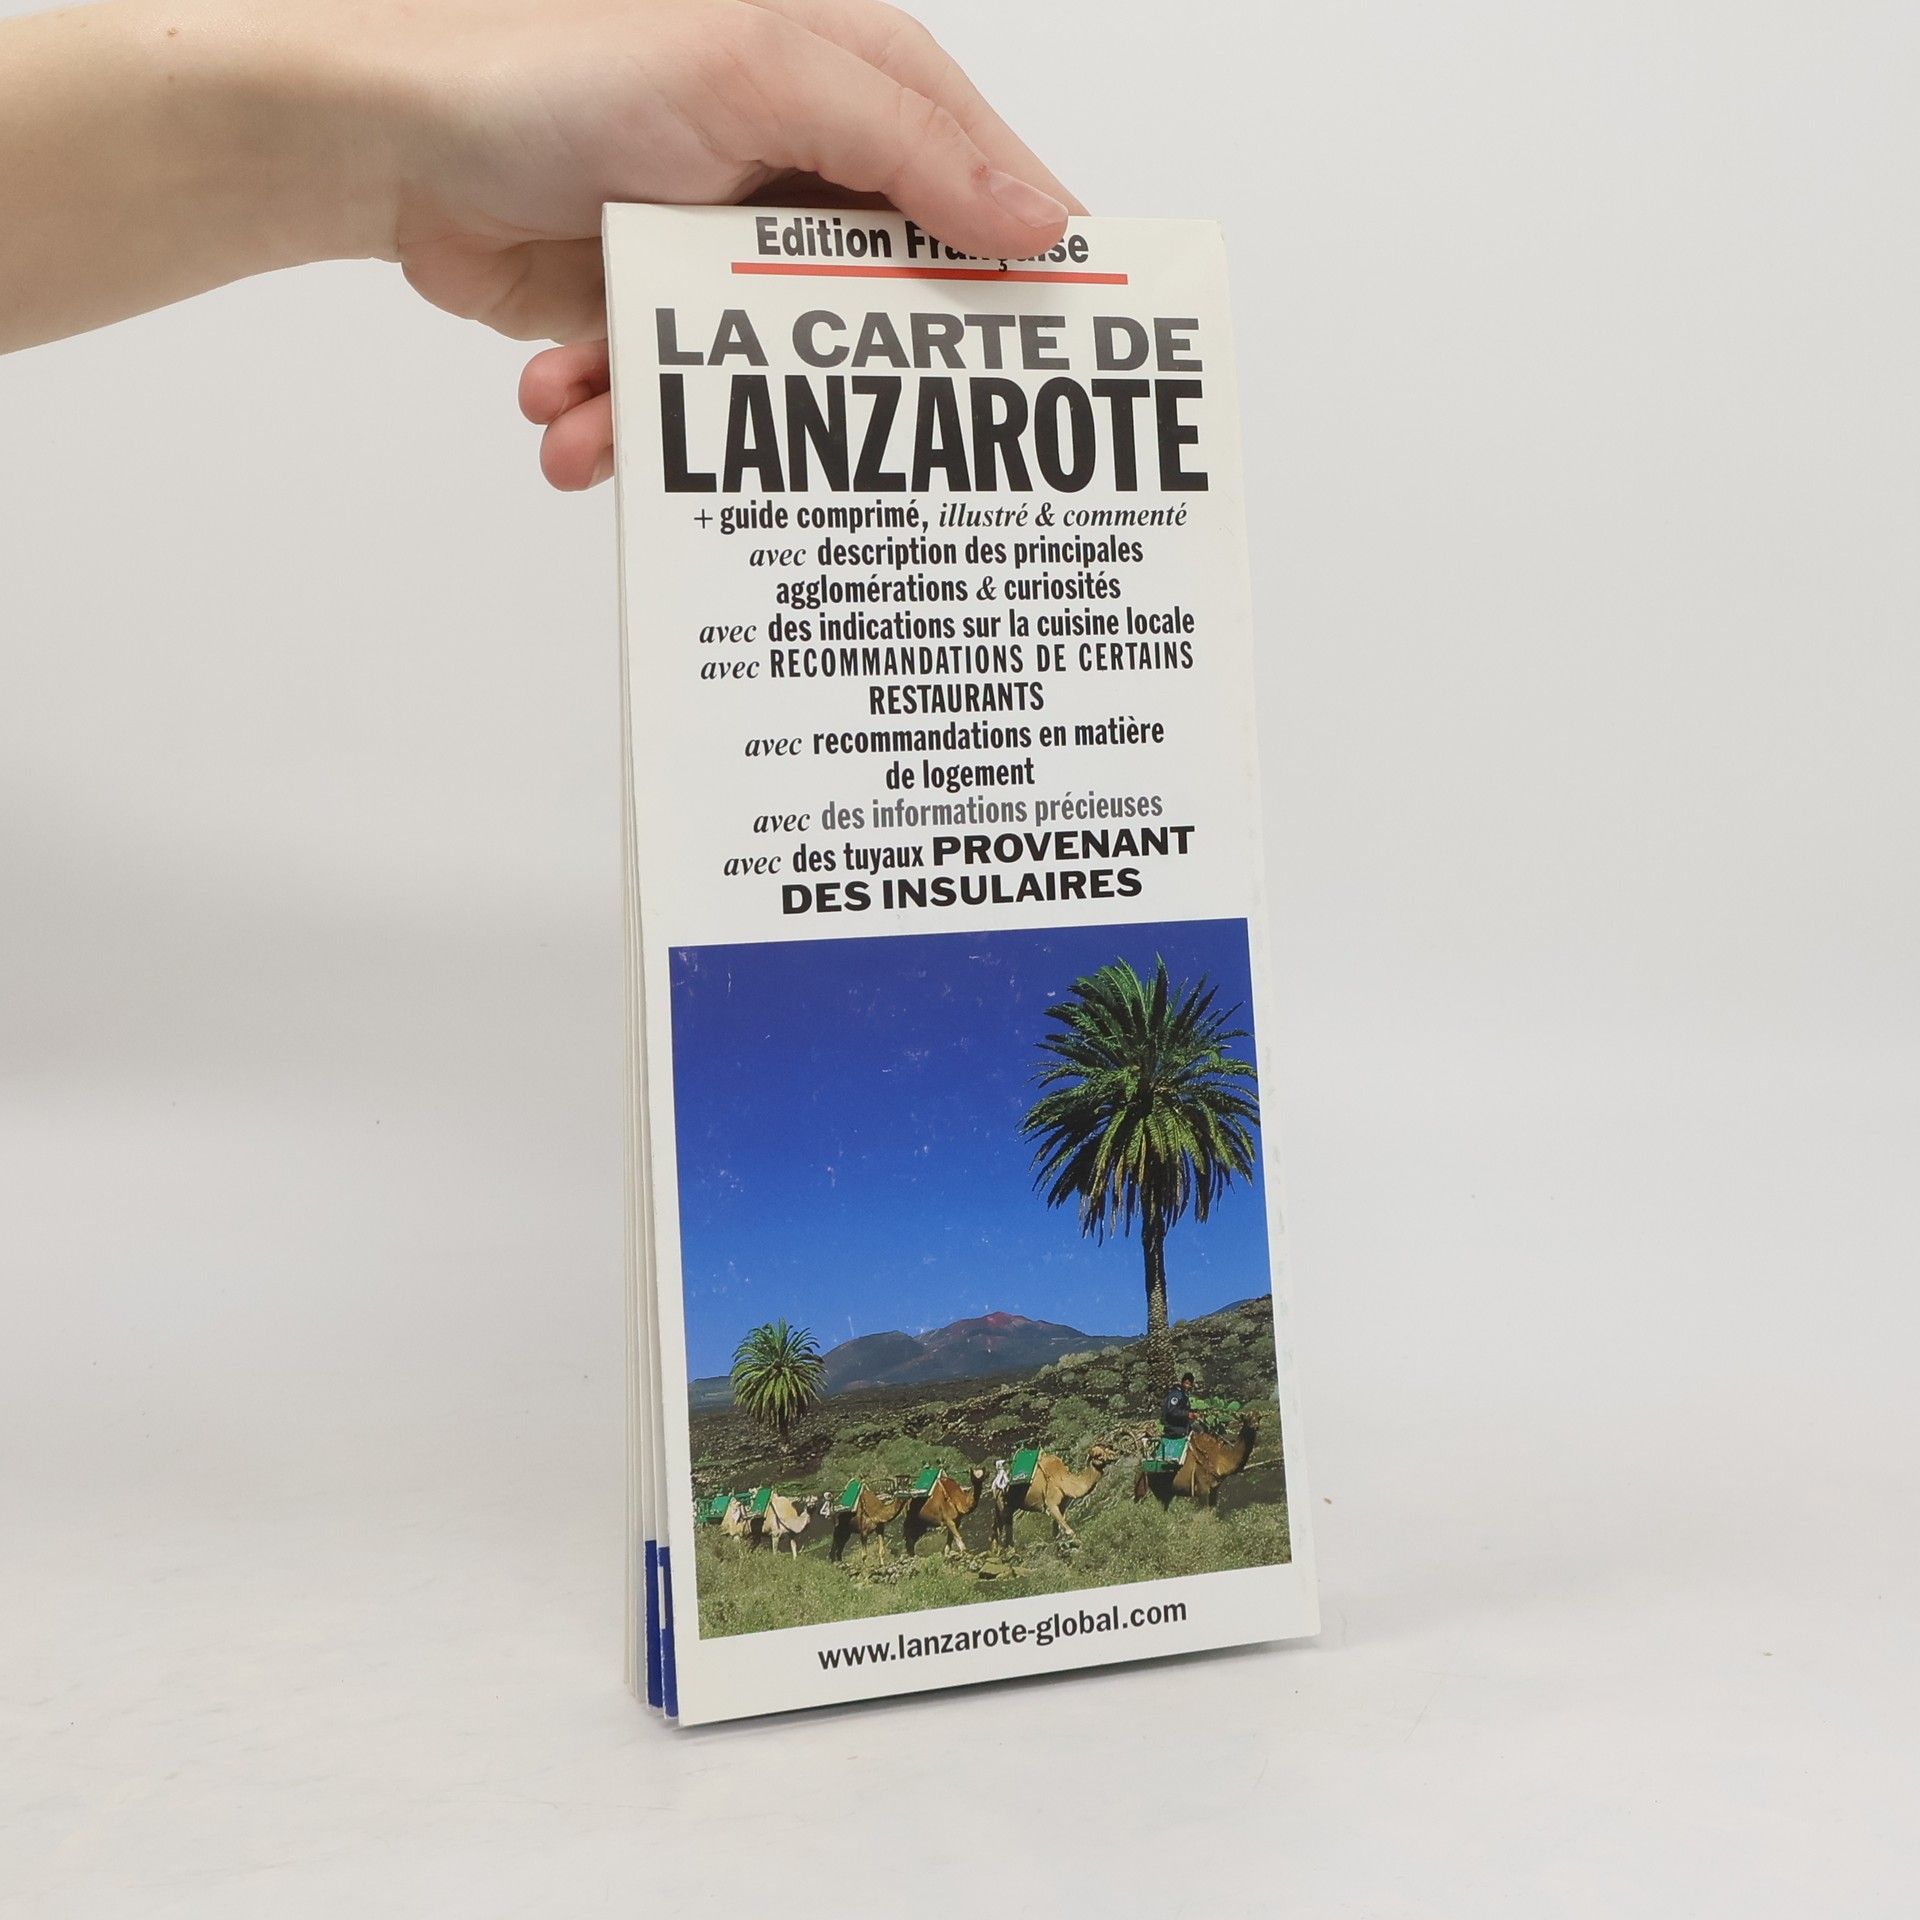 Edition
LA CARTE DE
LANZAROTE
+ guide comprimé, illustré & commenté
avec description des principales
agglomérations & curiosités
avec des indications sur la cuisine locale
avec RECOMMANDATIONS DE CERTAINS
RESTAURANTS
avec recommandations en matière
de logement
avec des informations précieuses
avec des tuyaux PROVENANT
DES INSULAIRES
www.lanzarote-global.com